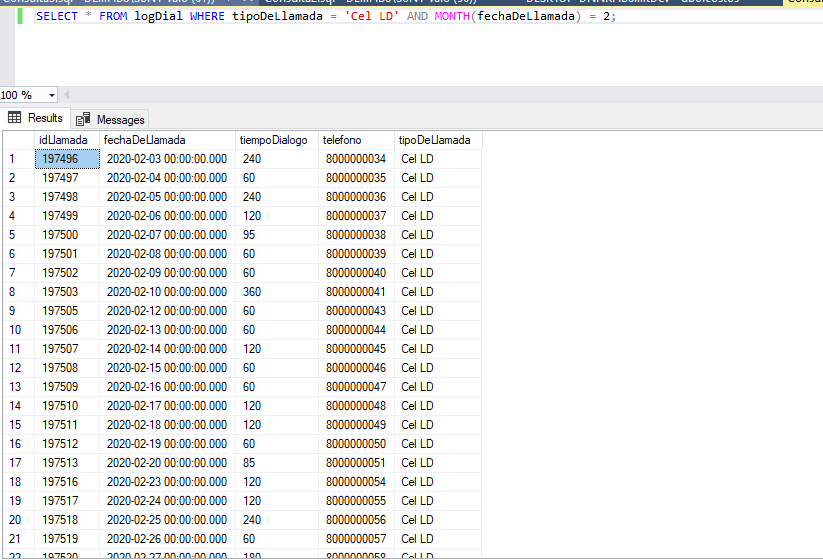 SELECT * FROM logDial WHERE tipoDeLlamada = 'Cel LD' AND MONTH(fechaDeLlamada) = 2;
100 %
Results Messages
idLlamada fechaDeLlamada tiempoDialogo telefono tipoDeLlamada
1 197496 2020-02-03 00:00:00.000 240 8000000034 Cel LD
2 197497 2020-02-04 00:00:00.000 60 8000000035 Cel LD
3 197498 2020-02-05 00:00:00.000 240 8000000036 Cel LD
4 197499 2020-02-06 00:00:00.000 120 8000000037 Cel LD
5 197500 2020-02-07 00:00:00.000 95 8000000038 Cel LD
6 197501 2020-02-08 00:00:00.000 60 8000000039 Cel LD
7 197502 2020-02-09 00:00:00.000 60 8000000040 Cel LD
8 197503 2020-02-10 00:00:00.000 360 8000000041 Cel LD
9 197505 2020-02-12 00:00:00.000 60 8000000043 Cel LD
10 197506 2020-02-13 00:00:00.000 60 8000000044 Cel LD
11 197507 2020-02-14 00:00:00.000 120 8000000045 Cel LD
12 197508 2020-02-15 00:00:00.000 60 8000000046 Cel LD
13 197509 2020-02-16 00:00:00.000 60 8000000047 Cel LD
14 197510 2020-02-17 00:00:00.000 120 8000000048 Cel LD
15 197511 2020-02-18 00:00:00.000 120 8000000049 Cel LD
16 197512 2020-02-19 00:00:00.000 60 8000000050 Cel LD
17 197513 2020-02-20 00:00:00.000 85 8000000051 Cel LD
18 197516 2020-02-23 00:00:00.000 120 8000000054 Cel LD
19 197517 2020-02-24 00:00:00.000 120 8000000055 Cel LD
20 197518 2020-02-25 00:00:00.000 240 8000000056 Cel LD
21 197519 2020-02-26 00:00:00.000 60 8000000057 Cel LD
22 197520 2020-02-27 00:00:00.000 180 8000000058 Cel LD